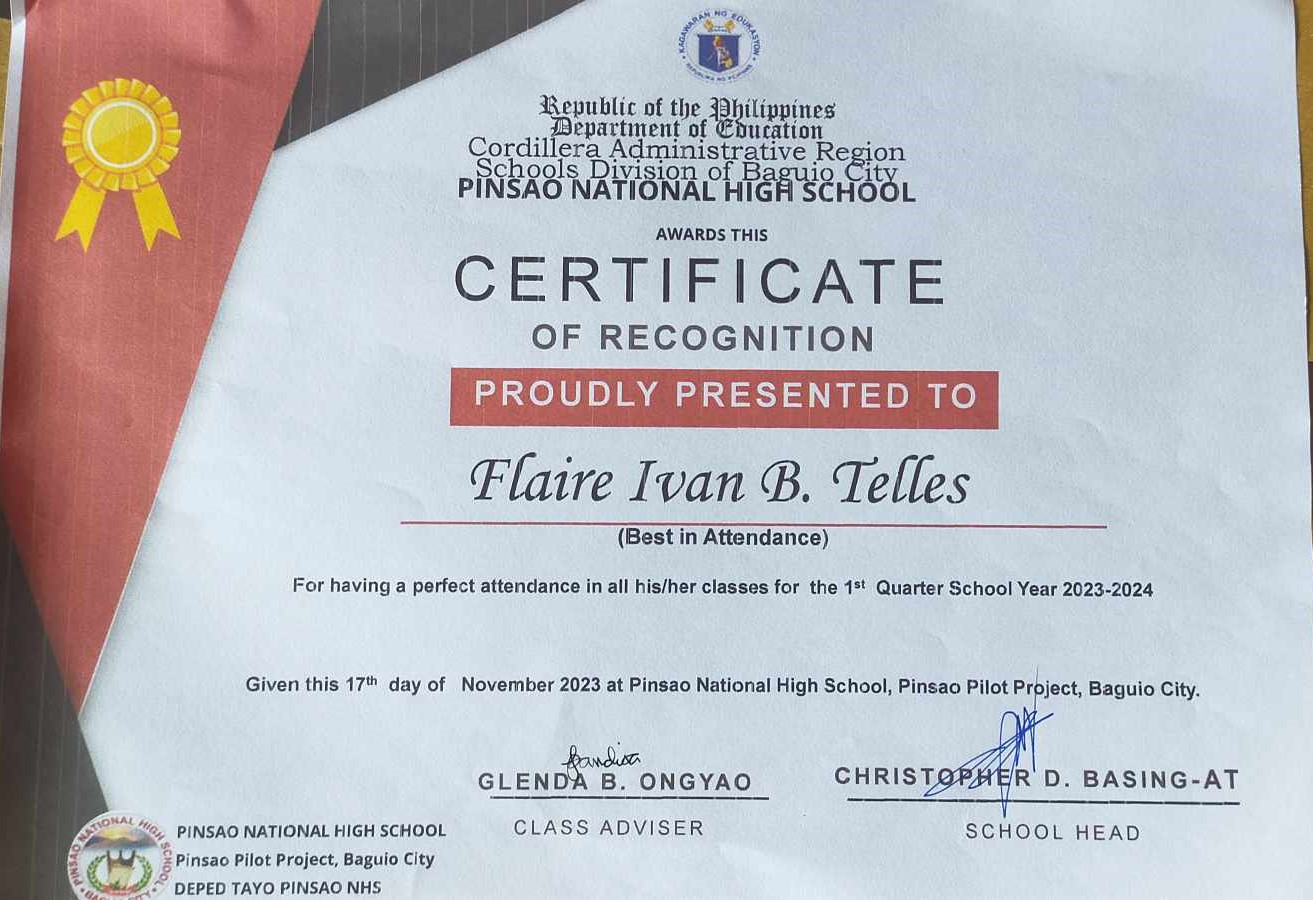 KAGAWARAN NG EDUKASYON
REPUBLIKA NG PILIPINAS
Republic of the Philippines
Department of Education
Cordillera Administrative Region
Schools Division of Baguio City
PINSAO NATIONAL HIGH SCHOOL
AWARDS THIS
CERTIFICATE
OF RECOGNITION
PROUDLY PRESENTED TO
Flaire Ivan B. Telles
(Best in Attendance)
For having a perfect attendance in all his/her classes for the 1st Quarter School Year 2023-2024
Given this 17th day of November 2023 at Pinsao National High School, Pinsao Pilot Project, Baguio City.
GLENDA B. ONGYAO
CHRISTOPHER D. BASING-AT
CLASS ADVISER
SCHOOL HEAD
PINSAO NATIONAL HIGH SCHOOL
PINSAO NATIONAL HIGH SCHOOL
Pinsao Pilot Project, Baguio City
DEPED TAYO PINSAO NHS